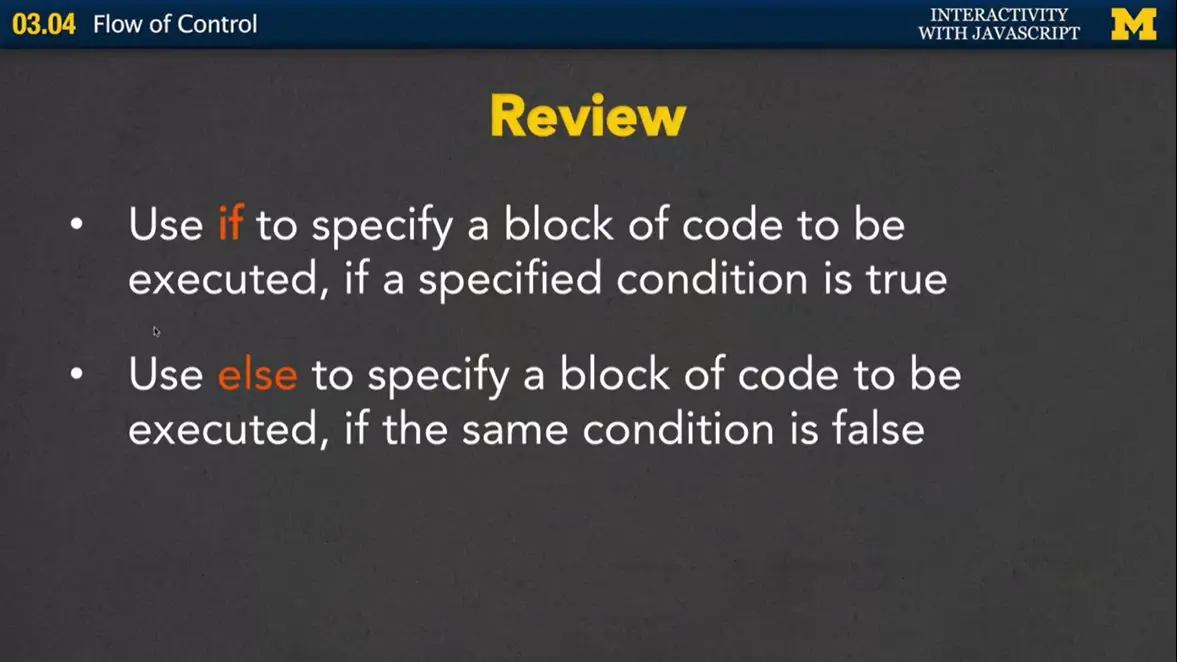 03.04 Flow of Control
INTERACTIVITY
WITH JAVASCRIPT
M
Review
• Use if to specify a block of code to be
executed, if a specified condition is true
• Use else to specify a block of code to be
executed, if the same condition is false